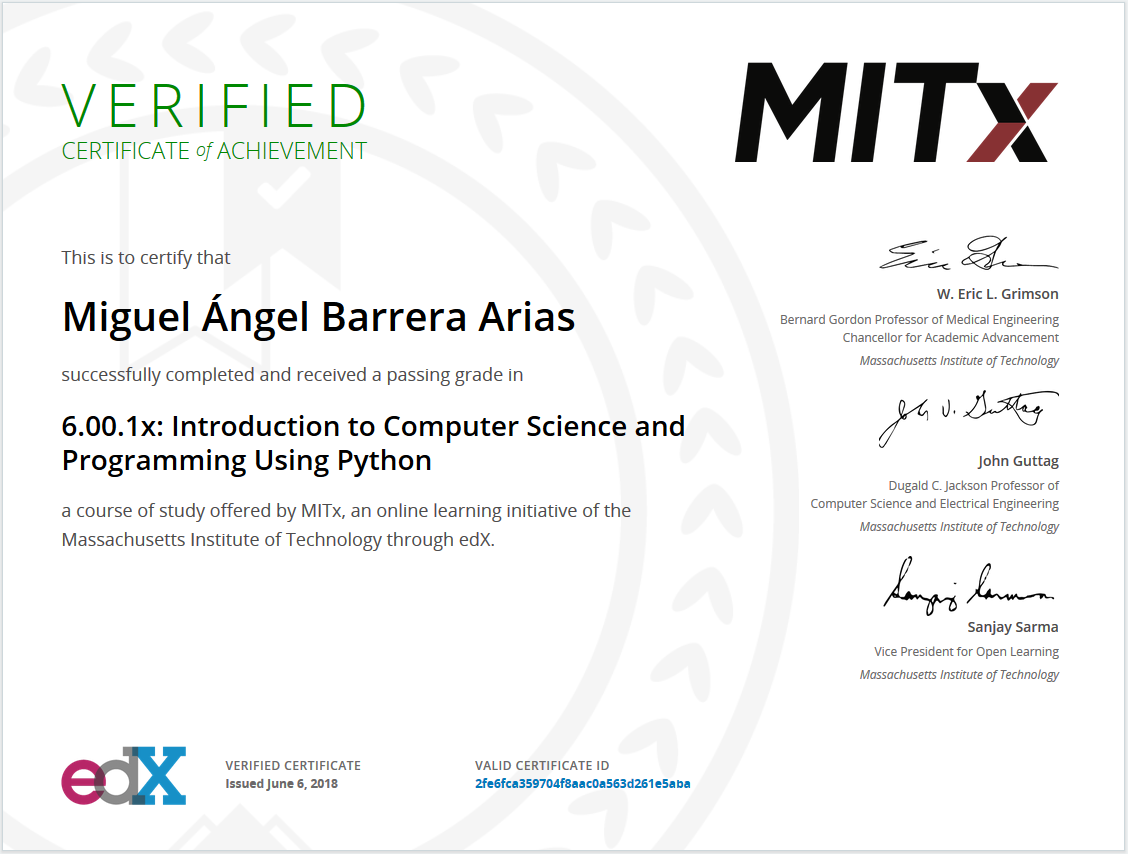 VERIFIED
CERTIFICATE of ACHIEVEMENT
MITx
This is to certify that
Miguel Ángel Barrera Arias
successfully completed and received a passing grade in
6.00.1x: Introduction to Computer Science and
Programming Using Python
a course of study offered by MITx, an online learning initiative of the
Massachusetts Institute of Technology through edX.
W. Eric L. Grimson
Bernard Gordon Professor of Medical Engineering
Chancellor for Academic Advancement
Massachusetts Institute of Technology
John V. Guttag
John Guttag
Dugald C. Jackson Professor of
Computer Science and Electrical Engineering
Massachusetts Institute of Technology
Sanjay Sarma
Sanjay Sarma
Vice President for Open Learning
Massachusetts Institute of Technology
edX
VERIFIED CERTIFICATE
Issued June 6, 2018
VALID CERTIFICATE ID
2fe6fca359704f8aac0a563d261e5aba